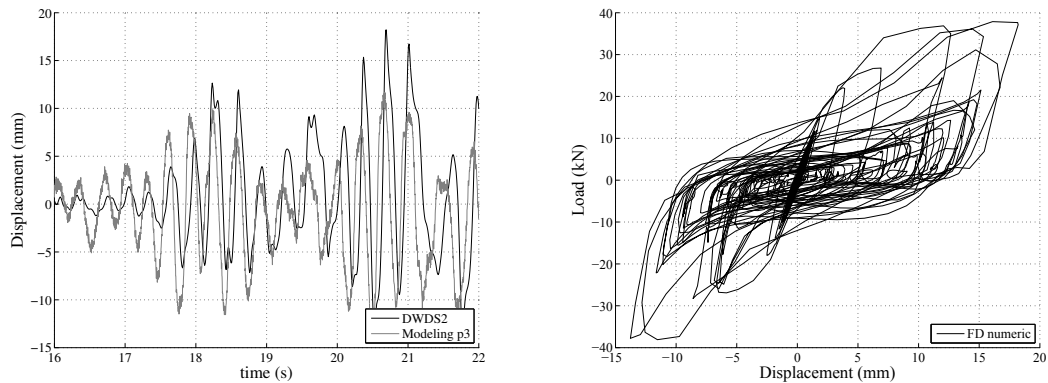 20
15
10
5
0
−5
−10
−15
16 17 18 19 20 21 22
Displacement (mm)
time (s)
DWDS2
Modeling p3
40
30
20
10
0
−10
−20
−30
−40
−15 −10 −5 0 5 10 15 20
Load (kN)
Displacement (mm)
FD numeric